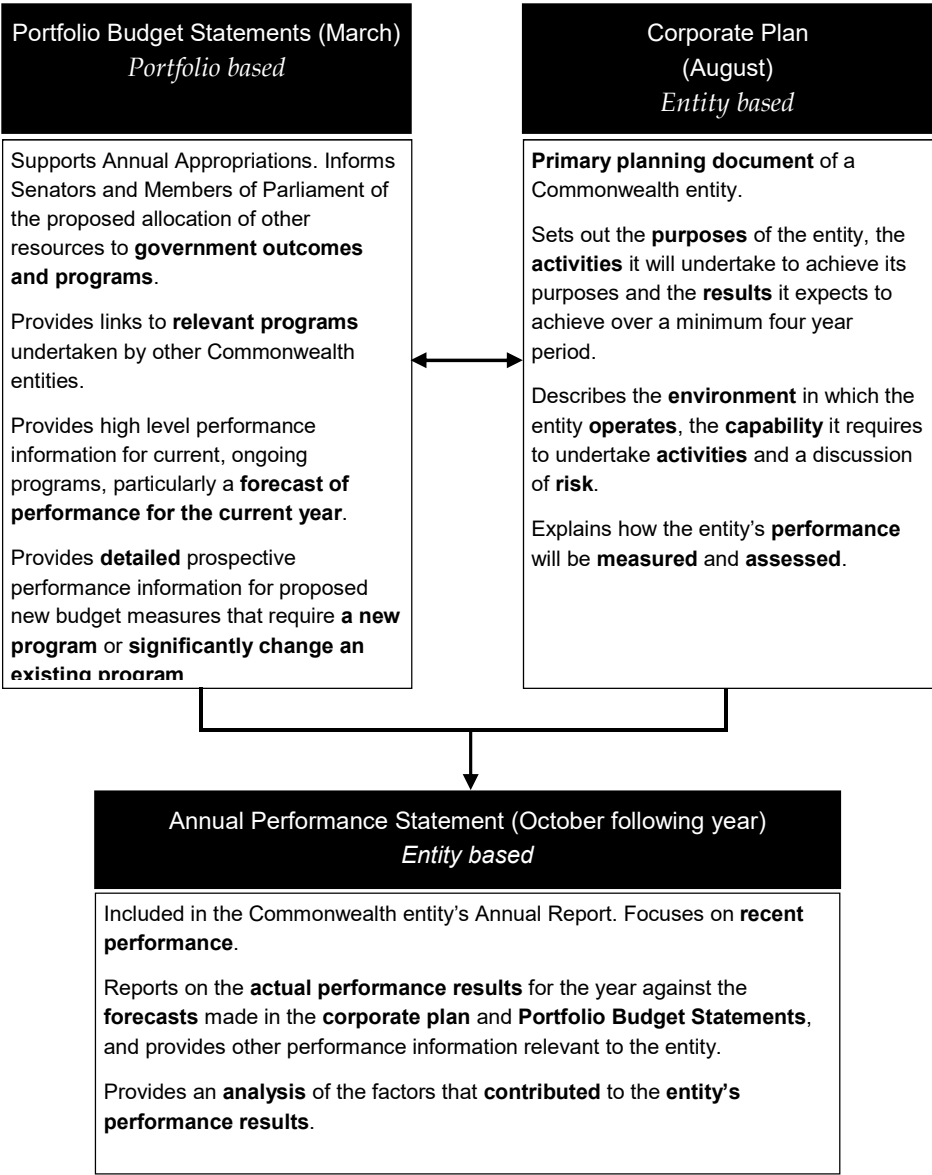 Portfolio Budget Statements (March)
Portfolio based
Supports Annual Appropriations. Informs
Senators and Members of Parliament of
the proposed allocation of other
resources to government outcomes
and programs.
Provides links to relevant programs
undertaken by other Commonwealth
entities.
Provides high level performance
information for current, ongoing
programs, particularly a forecast of
performance for the current year.
Provides detailed prospective
performance information for proposed
new budget measures that require a new
program or significantly change an
existing program
Corporate Plan
(August)
Entity based
Primary planning document of a
Commonwealth entity.
Sets out the purposes of the entity, the
activities it will undertake to achieve its
purposes and the results it expects to
achieve over a minimum four year
period.
Describes the environment in which the
entity operates, the capability it requires
to undertake activities and a discussion
of risk.
Explains how the entity’s performance
will be measured and assessed.
Annual Performance Statement (October following year)
Entity based
Included in the Commonwealth entity’s Annual Report. Focuses on recent
performance.
Reports on the actual performance results for the year against the
forecasts made in the corporate plan and Portfolio Budget Statements,
and provides other performance information relevant to the entity.
Provides an analysis of the factors that contributed to the entity’s
performance results.